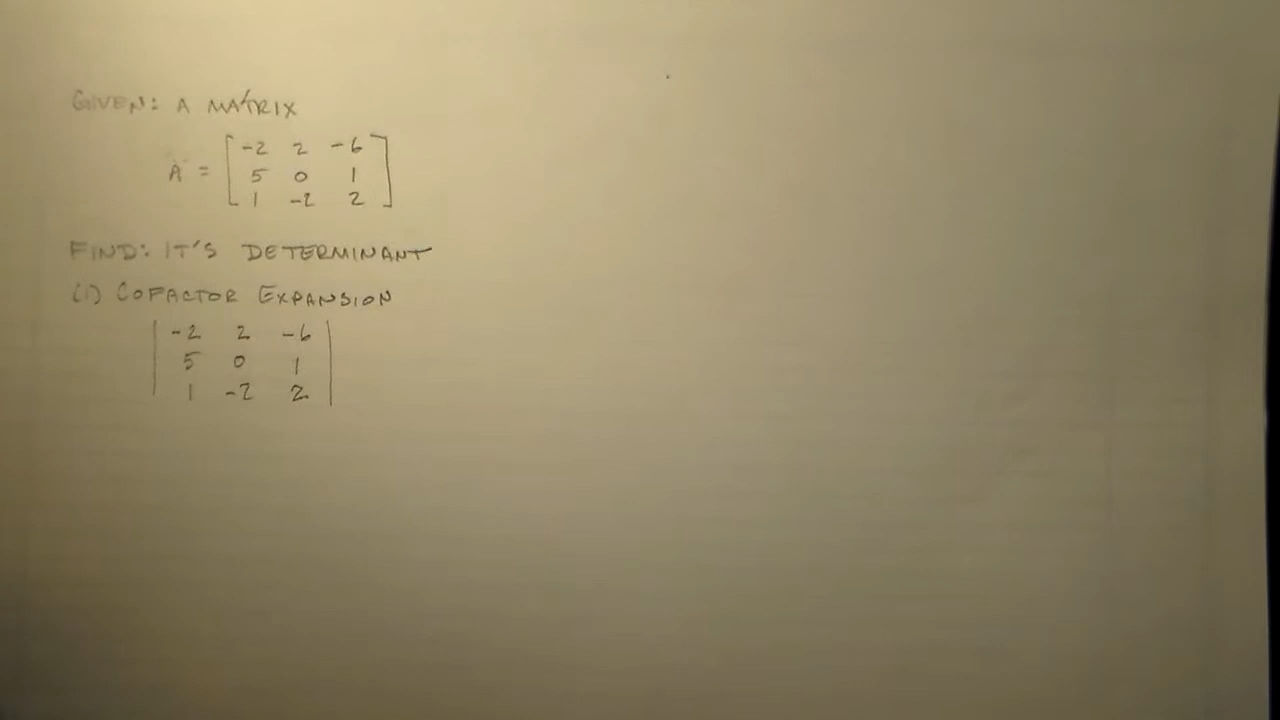 GIVEN: A MATRIX
A = [ -2 2 -6
5 0 1
1 -2 2 ]
FIND: IT'S DETERMINANT
(1) COFACTOR EXPANSION
| -2 2 -6 |
5 0 1
1 -2 2